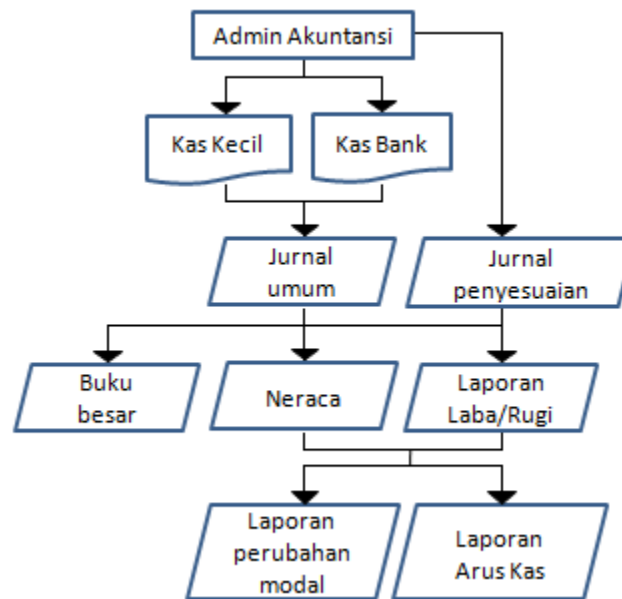 Admin Akuntansi
Kas Kecil
Kas Bank
Jurnal
umum
Jurnal
penyesuaian
Buku
besar
Neraca
Laporan
Laba/Rugi
Laporan
perubahan
modal
Laporan
Arus Kas